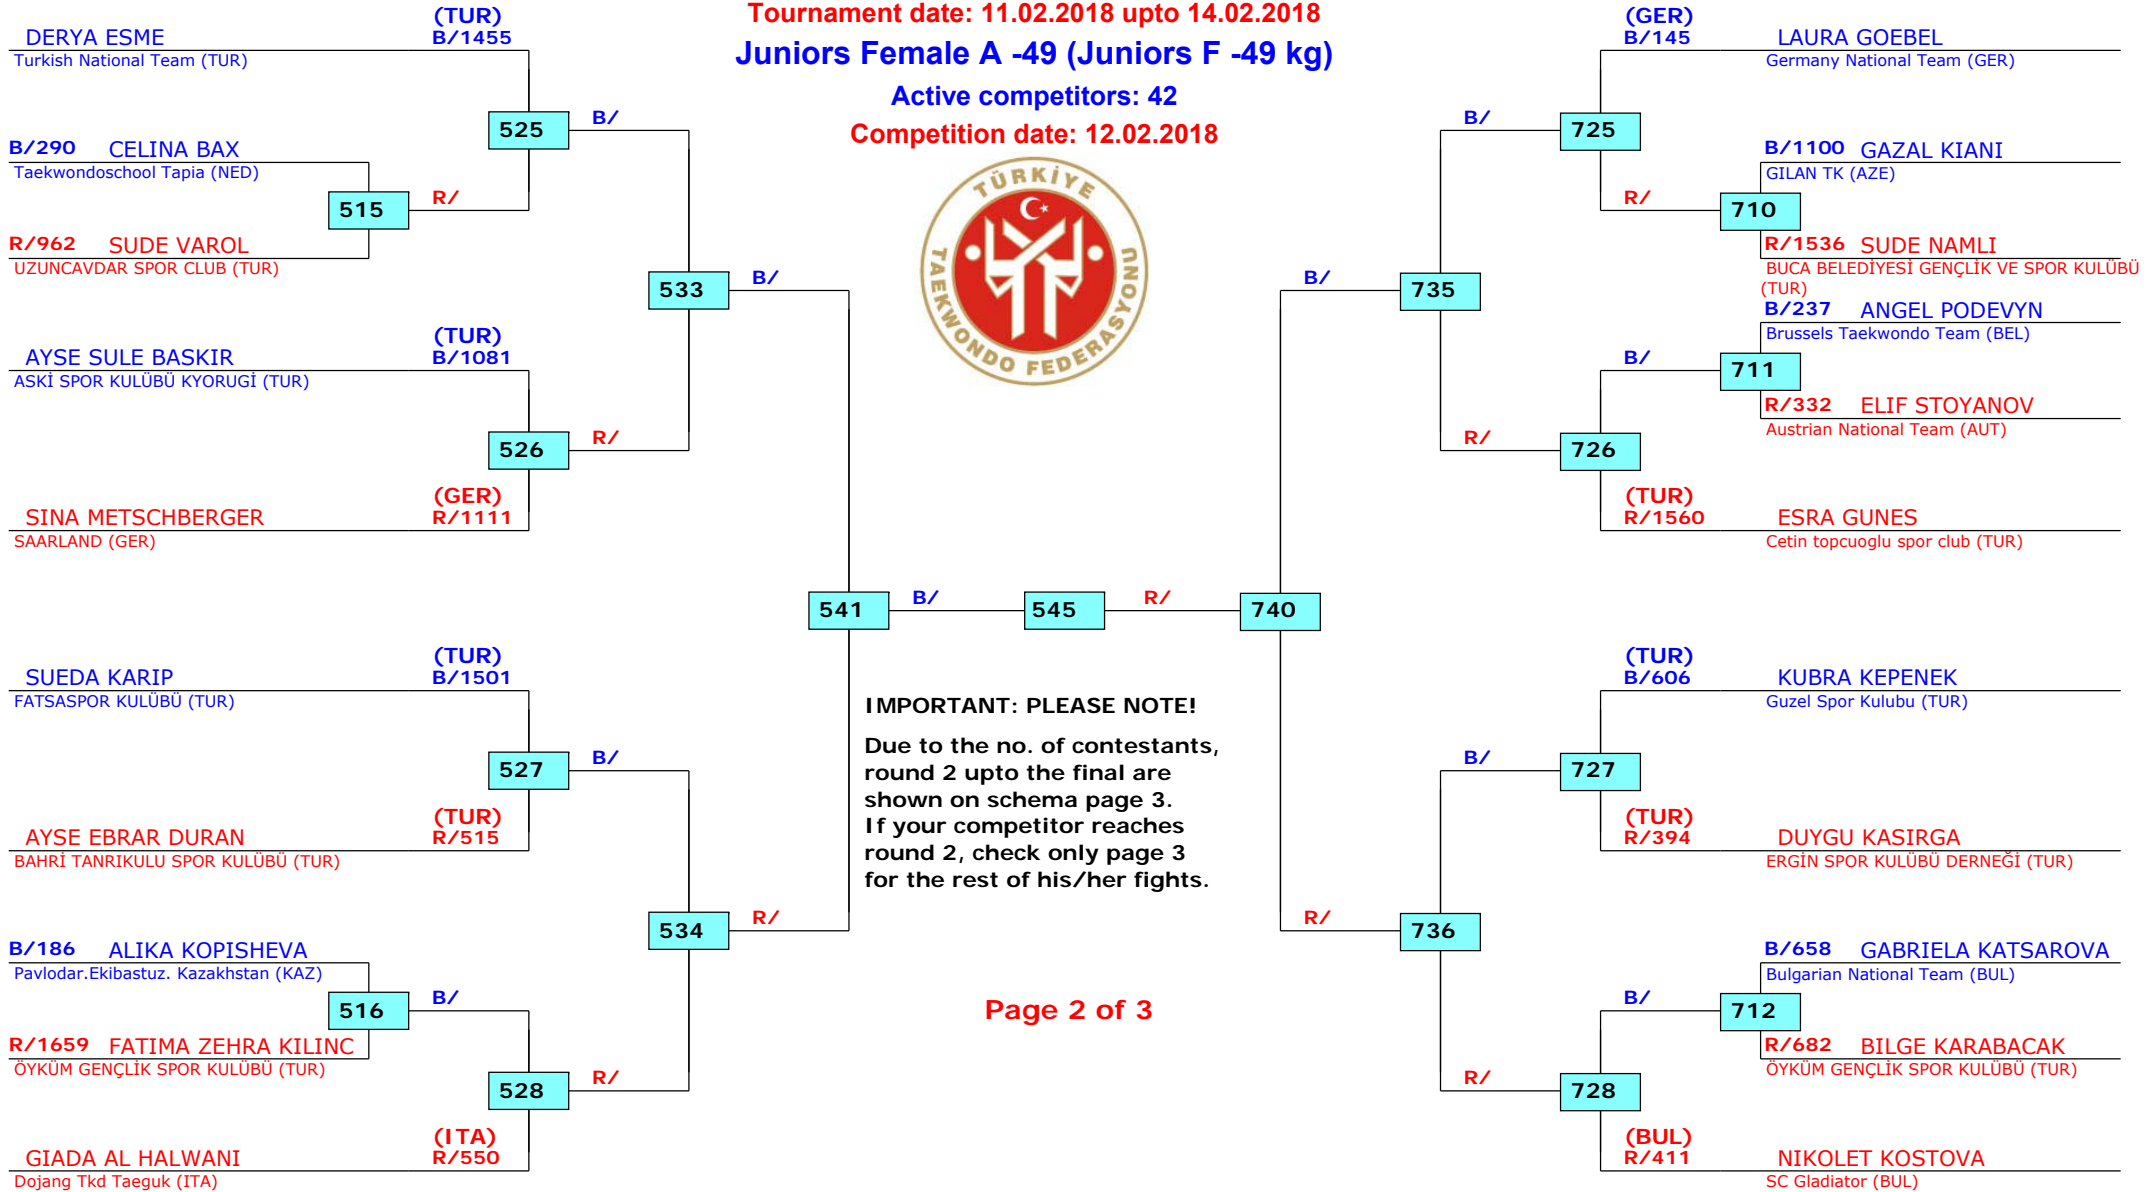 Tournament date: 11.02.2018 upto 14.02.2018
Juniors Female A -49 (Juniors F -49 kg)
Active competitors: 42
Competition date: 12.02.2018
TÜRKİYE
TAEKWONDO FEDERASYONU
(TUR)
DERYA ESME B/1455
Turkish National Team (TUR)
525 B/
B/290 CELINA BAX
Taekwondoschool Tapia (NED)
515 R/
R/962 SUDE VAROL
UZUNCAVDAR SPOR CLUB (TUR)
533 B/
(TUR)
AYSE SULE BASKIR B/1081
ASKİ SPOR KULÜBÜ KYORUGİ (TUR)
526 R/
(GER)
SINA METSCHBERGER R/1111
SAARLAND (GER)
541 B/ 545 R/ 740
(TUR)
SUEDA KARIP B/1501
FATSASPOR KULÜBÜ (TUR)
527 B/
(TUR)
AYSE EBRAR DURAN R/515
BAHRİ TANRIKULU SPOR KULÜBÜ (TUR)
534 R/
B/186 ALIKA KOPISHEVA
Pavlodar.Ekibastuz. Kazakhstan (KAZ)
516 B/
R/1659 FATIMA ZEHRA KILINC
ÖYKÜM GENÇLİK SPOR KULÜBÜ (TUR)
528 R/
(ITA)
GIADA AL HALWANI R/550
Dojang Tkd Taeguk (ITA)
IMPORTANT: PLEASE NOTE!
Due to the no. of contestants,
round 2 upto the final are
shown on schema page 3.
If your competitor reaches
round 2, check only page 3
for the rest of his/her fights.
Page 2 of 3
(GER)
B/145 LAURA GOEBEL
Germany National Team (GER)
B/ 725
B/1100 GAZAL KIANI
GILAN TK (AZE)
R/ 710
R/1536 SUDE NAMLI
BUCA BELEDİYESİ GENÇLİK VE SPOR KULÜBÜ
(TUR)
B/ 735
B/237 ANGEL PODEVYN
Brussels Taekwondo Team (BEL)
B/ 711
R/332 ELIF STOYANOV
Austrian National Team (AUT)
R/ 726
(TUR)
R/1560 ESRA GUNES
Cetin topcuoglu spor club (TUR)
(TUR)
B/606 KUBRA KEPENEK
Guzel Spor Kulubu (TUR)
B/ 727
(TUR)
R/394 DUYGU KASIRGA
ERGİN SPOR KULÜBÜ DERNEĞİ (TUR)
R/ 736
B/658 GABRIELA KATSAROVA
Bulgarian National Team (BUL)
B/ 712
R/682 BILGE KARABACAK
ÖYKÜM GENÇLİK SPOR KULÜBÜ (TUR)
R/ 728
(BUL)
R/411 NIKOLET KOSTOVA
SC Gladiator (BUL)